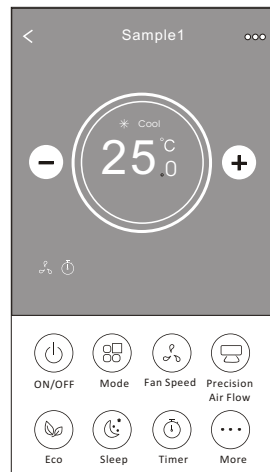 Sample1
Cool
25.0 °C
ON/OFF
Mode
Fan Speed
Precision
Air Flow
Eco
Sleep
Timer
More